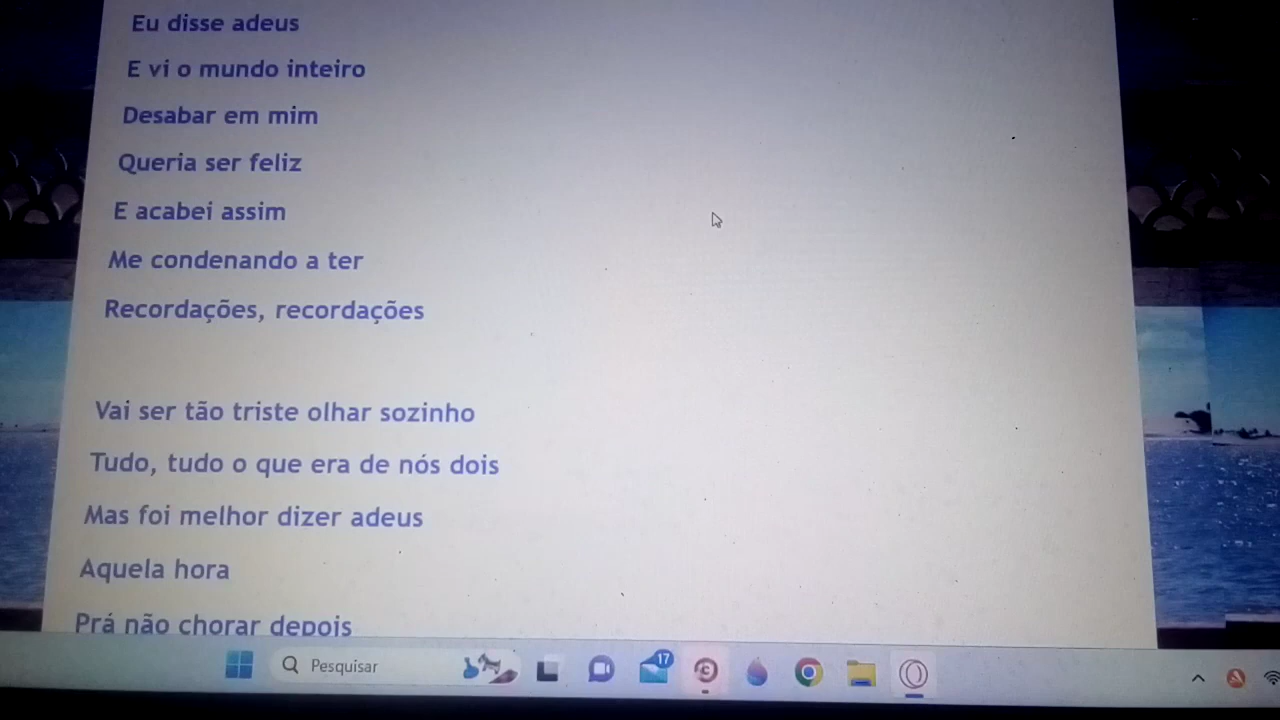 Eu disse adeus
E vi o mundo inteiro
Desabar em mim
Queria ser feliz
E acabei assim
Me condenando a ter
Recordações, recordações
Vai ser tão triste olhar sozinho
Tudo, tudo o que era de nós dois
Mas foi melhor dizer adeus
Aquela hora
Prá não chorar depois
Pesquisar
17